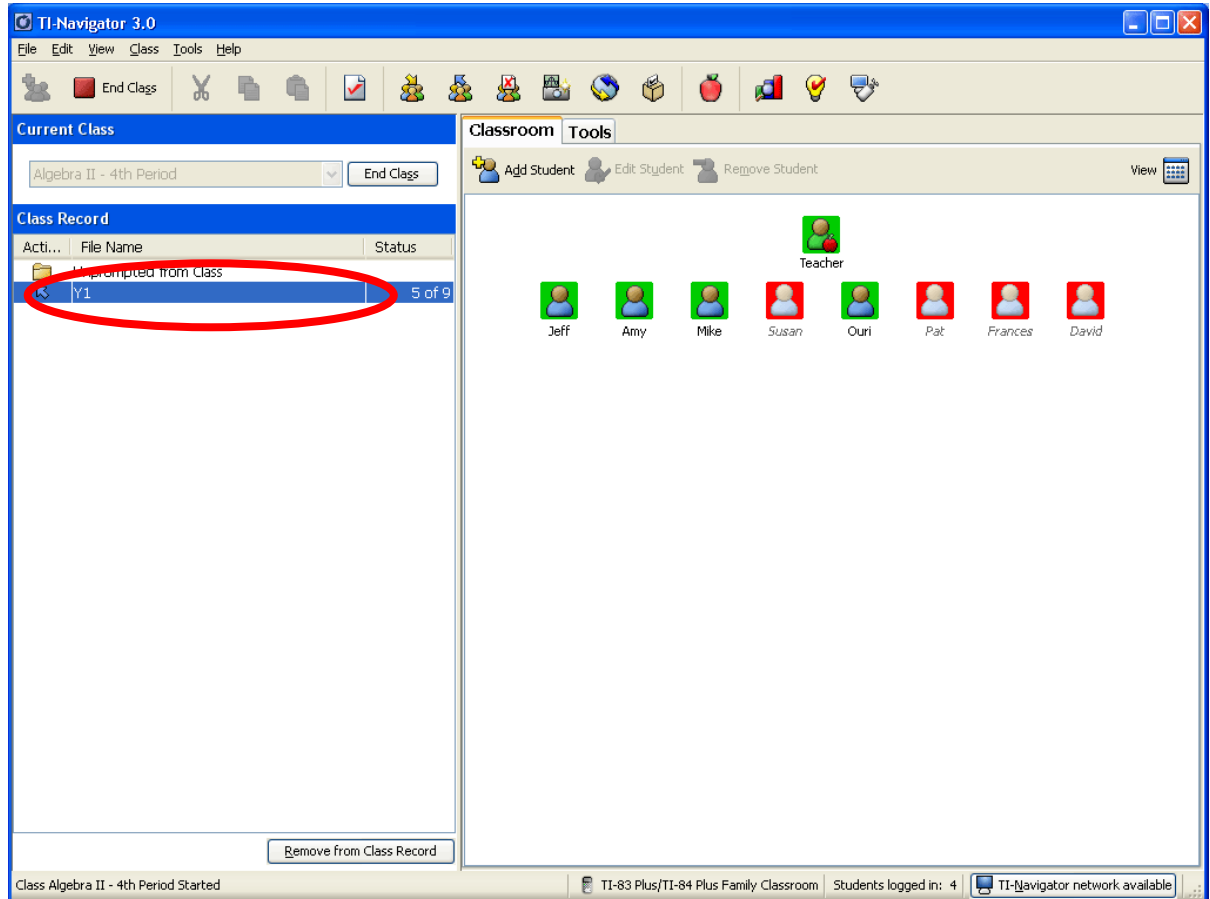 TI-Navigator 3.0
File Edit View Class Tools Help
End Class
Current Class
Algebra II - 4th Period End Class
Class Record
Acti... File Name Status
Unprompted from Class
Y1 5 of 9
Remove from Class Record
Classroom Tools
Add Student Edit Student Remove Student View
Teacher
Jeff Amy Mike Susan Ouri Pat Frances David
Class Algebra II - 4th Period Started TI-83 Plus/TI-84 Plus Family Classroom Students logged in: 4 TI-Navigator network available